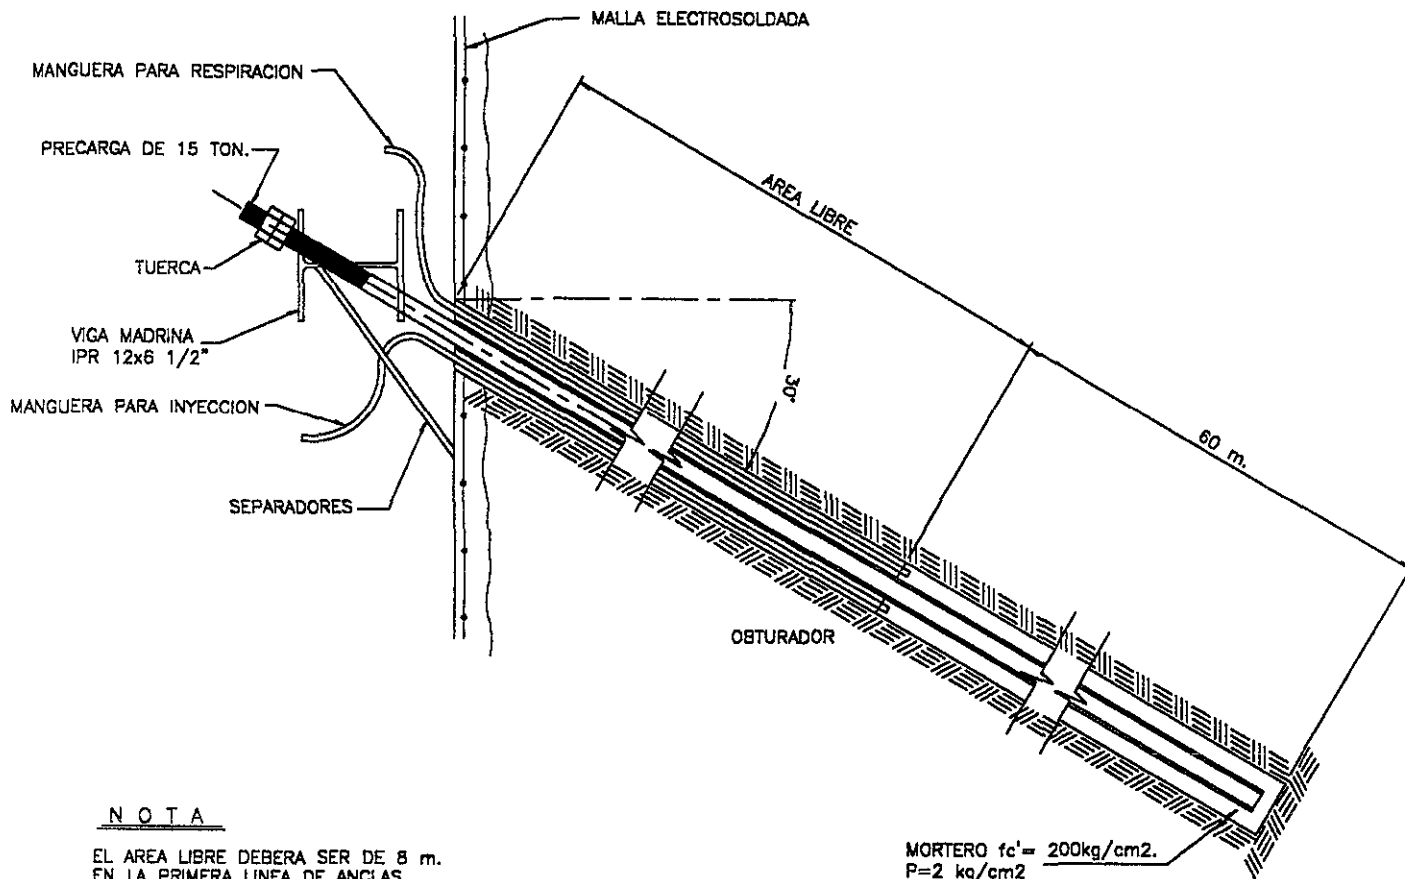 MALLA ELECTROSOLDADA
MANGUERA PARA RESPIRACION
PRECARGA DE 15 TON.
AREA LIBRE
TUERCA
VIGA MADRINA
IPR 12x6 1/2"
30°
MANGUERA PARA INYECCION
60 m.
SEPARADORES
OBTURADOR
N O T A
EL AREA LIBRE DEBERA SER DE 8 m.
EN LA PRIMERA LINEA DE ANCLAS
MORTERO fc'= 200kg/cm2.
P=2 kg/cm2